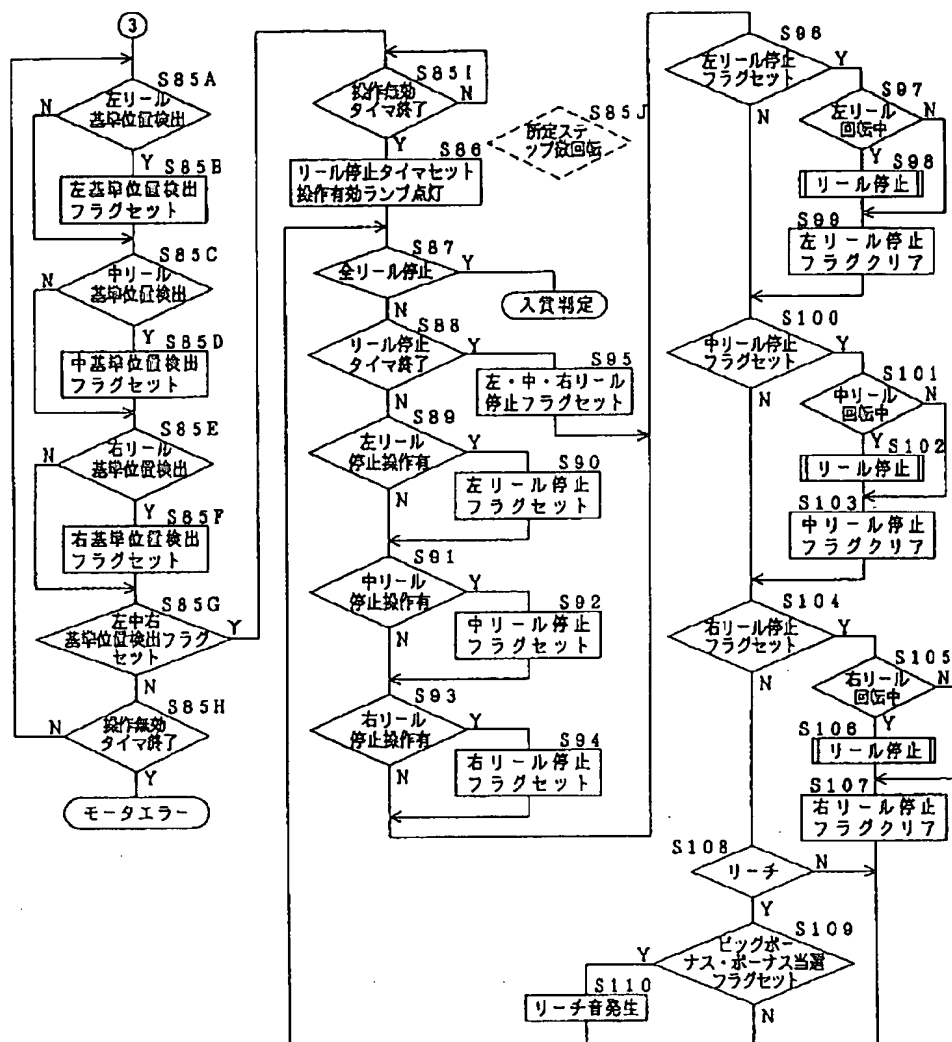 3
S85A
左リール
基準位置検出
N
Y
S85B
左基準位置検出
フラグセット
S85C
中リール
基準位置検出
N
Y
S85D
中基準位置検出
フラグセット
S85E
右リール
基準位置検出
N
Y
S85F
右基準位置検出
フラグセット
S85G
左中右
基準位置検出フラグ
セット
Y
N
S85H
操作無効
タイマ終了
N
Y
モータエラー
S85I
操作無効
タイマ終了
N
Y
S85J
所定ステ
ップ数回転
S86
リール停止タイマセット
操作有効ランプ点灯
S87
全リール停止
Y
入賞判定
N
S88
リール停止
タイマ終了
Y
S95
左・中・右リール
停止フラグセット
N
S89
左リール
停止操作有
Y
S90
左リール停止
フラグセット
N
S91
中リール
停止操作有
Y
S92
中リール停止
フラグセット
N
S93
右リール
停止操作有
Y
S94
右リール停止
フラグセット
N
S96
左リール停止
フラグセット
Y
N
S97
左リール
回転中
N
Y
S98
リール停止
S99
左リール停止
フラグクリア
S100
中リール停止
フラグセット
Y
N
S101
中リール
回転中
N
Y
S102
リール停止
S103
中リール停止
フラグクリア
S104
右リール停止
フラグセット
Y
N
S105
右リール
回転中
N
Y
S106
リール停止
S107
右リール停止
フラグクリア
S108
リーチ
N
Y
S109
ビッグボー
ナス・ボーナス当選
フラグセット
Y
N
S110
リーチ音発生